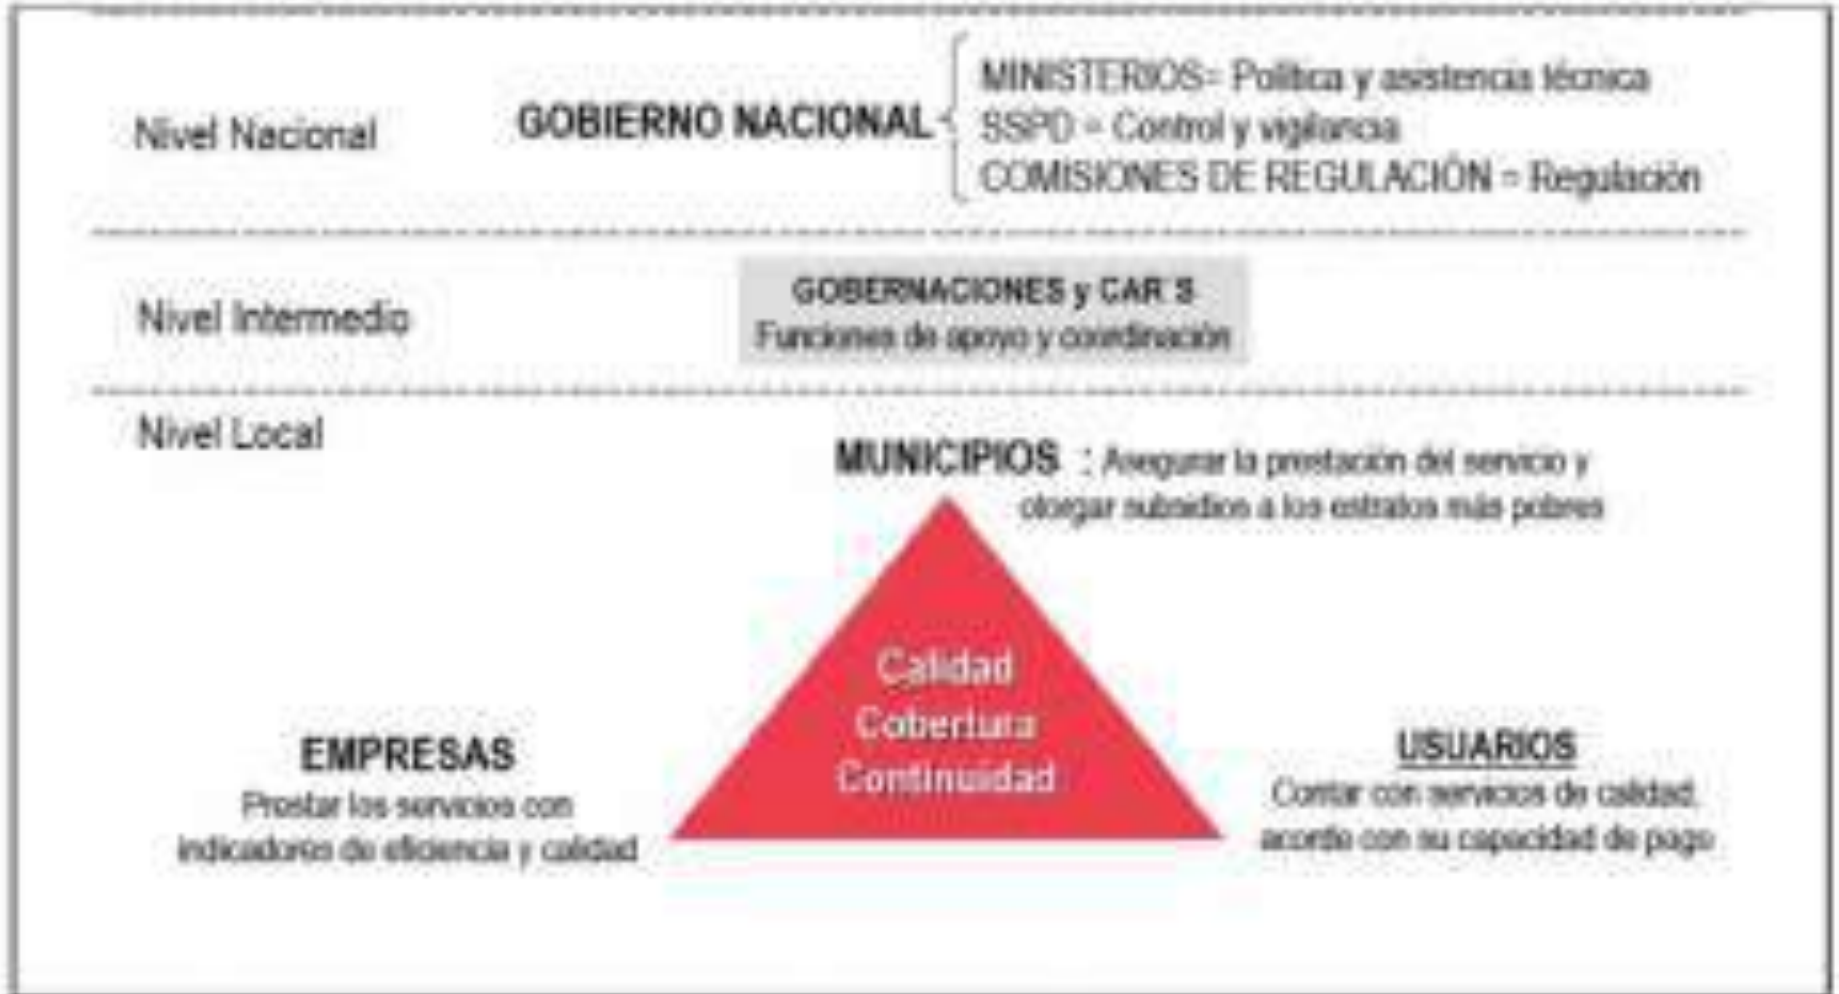 Nivel Nacional
GOBIERNO NACIONAL
MINISTERIOS= Política y asistencia técnica
SSPD = Control y vigilancia
COMISIONES DE REGULACIÓN = Regulación
Nivel Intermedio
GOBERNACIONES y CAR´S
Funciones de apoyo y coordinación
Nivel Local
MUNICIPIOS : Asegurar la prestación del servicio y
otorgar subsidios a los estratos más pobres
Calidad
Cobertura
Continuidad
EMPRESAS
Prestar los servicios con
indicadores de eficiencia y calidad
USUARIOS
Contar con servicios de calidad,
acorde con su capacidad de pago